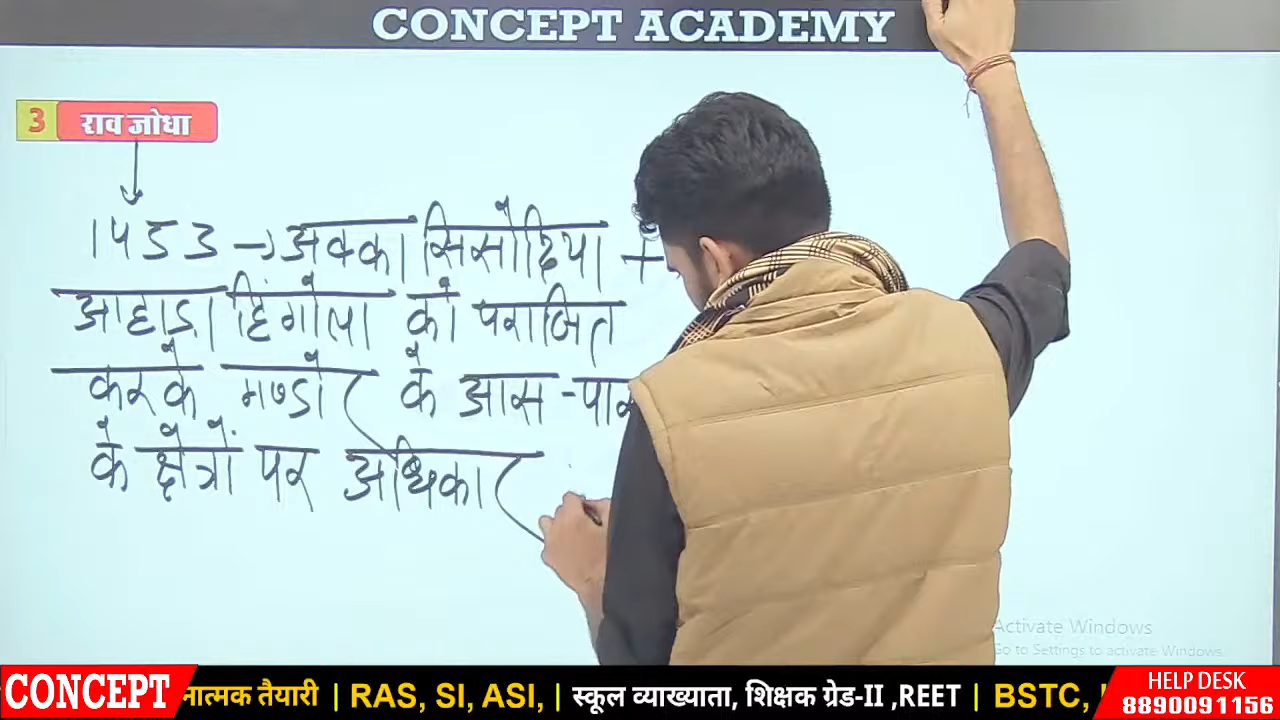 CONCEPT ACADEMY
3 राव जोधा
1453 → अक्का सिसोदिया +
आहाड़ा हिंगोला को पराजित
करके मण्डोर के आस-पास
के क्षेत्रों पर अधिकार
Activate Windows
Go to Settings to activate Windows.
CONCEPT नात्मक तैयारी | RAS, SI, ASI, | स्कूल व्याख्याता, शिक्षक ग्रेड-II ,REET | BSTC,
HELP DESK
8890091156